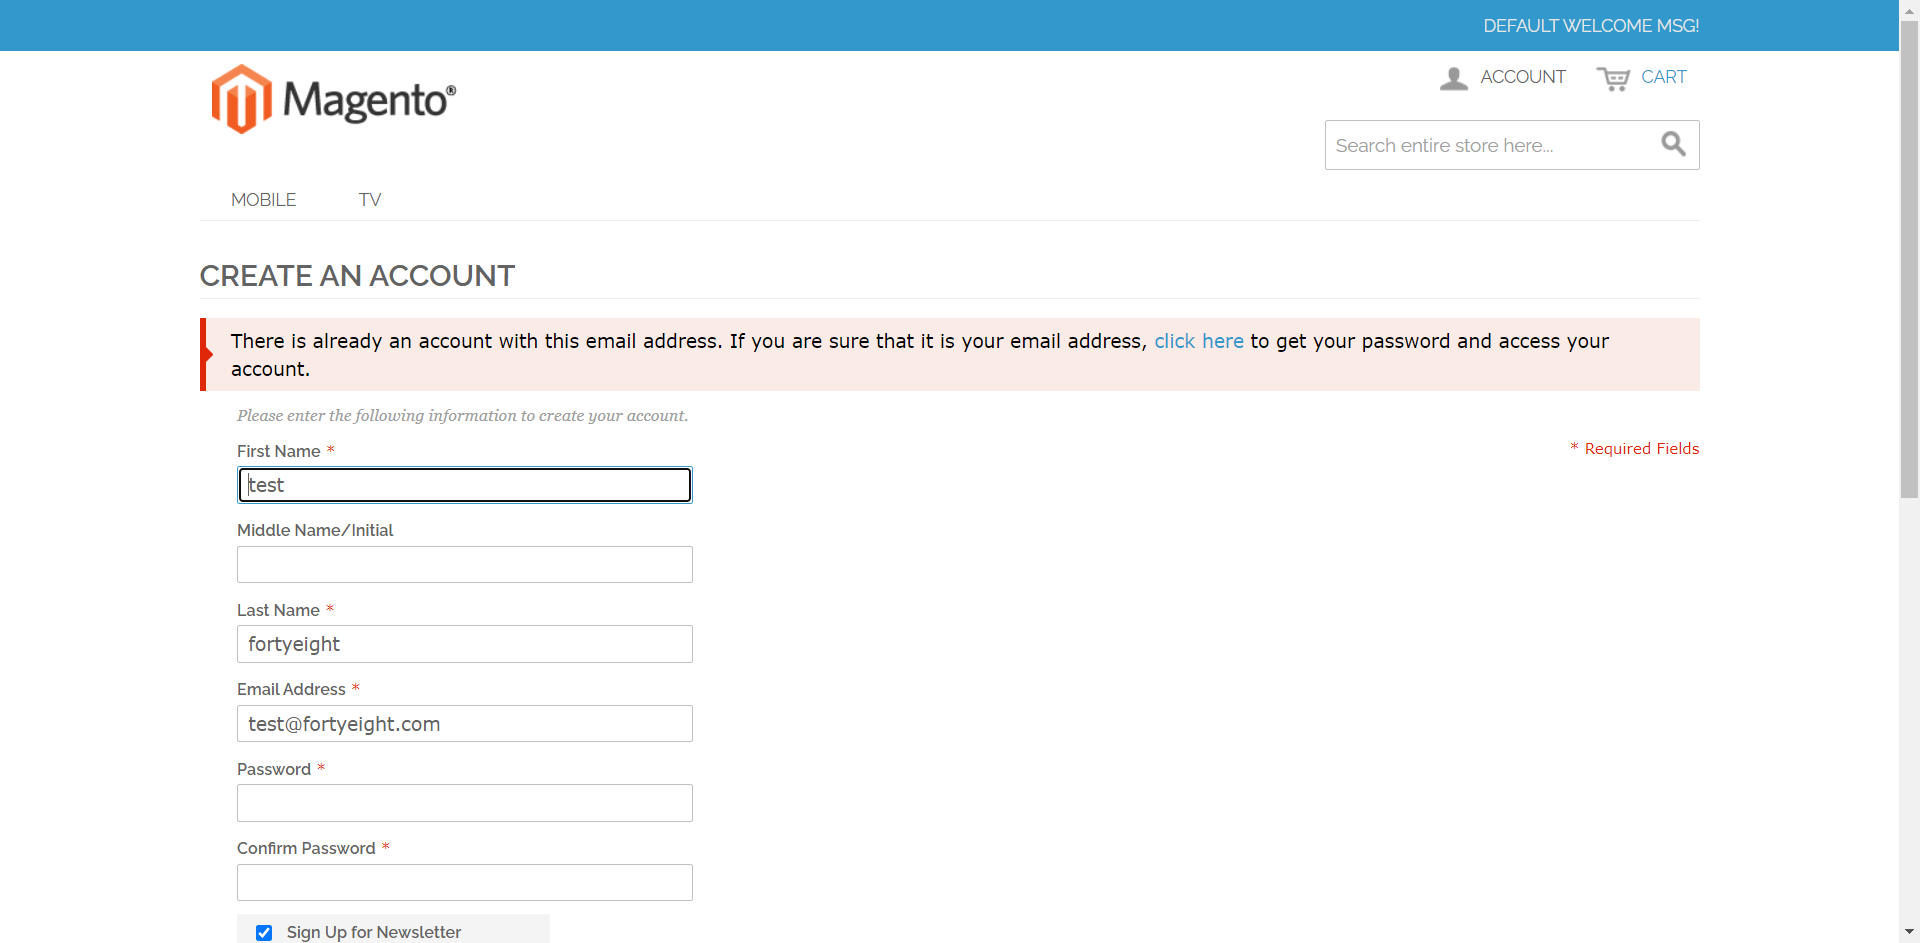 DEFAULT WELCOME MSG!
Magento®
ACCOUNT
CART
Search entire store here...
MOBILE
TV
CREATE AN ACCOUNT
There is already an account with this email address. If you are sure that it is your email address, click here to get your password and access your
account.
Please enter the following information to create your account.
First Name *
* Required Fields
test
Middle Name/Initial
Last Name *
fortyeight
Email Address *
test@fortyeight.com
Password *
Confirm Password *
Sign Up for Newsletter